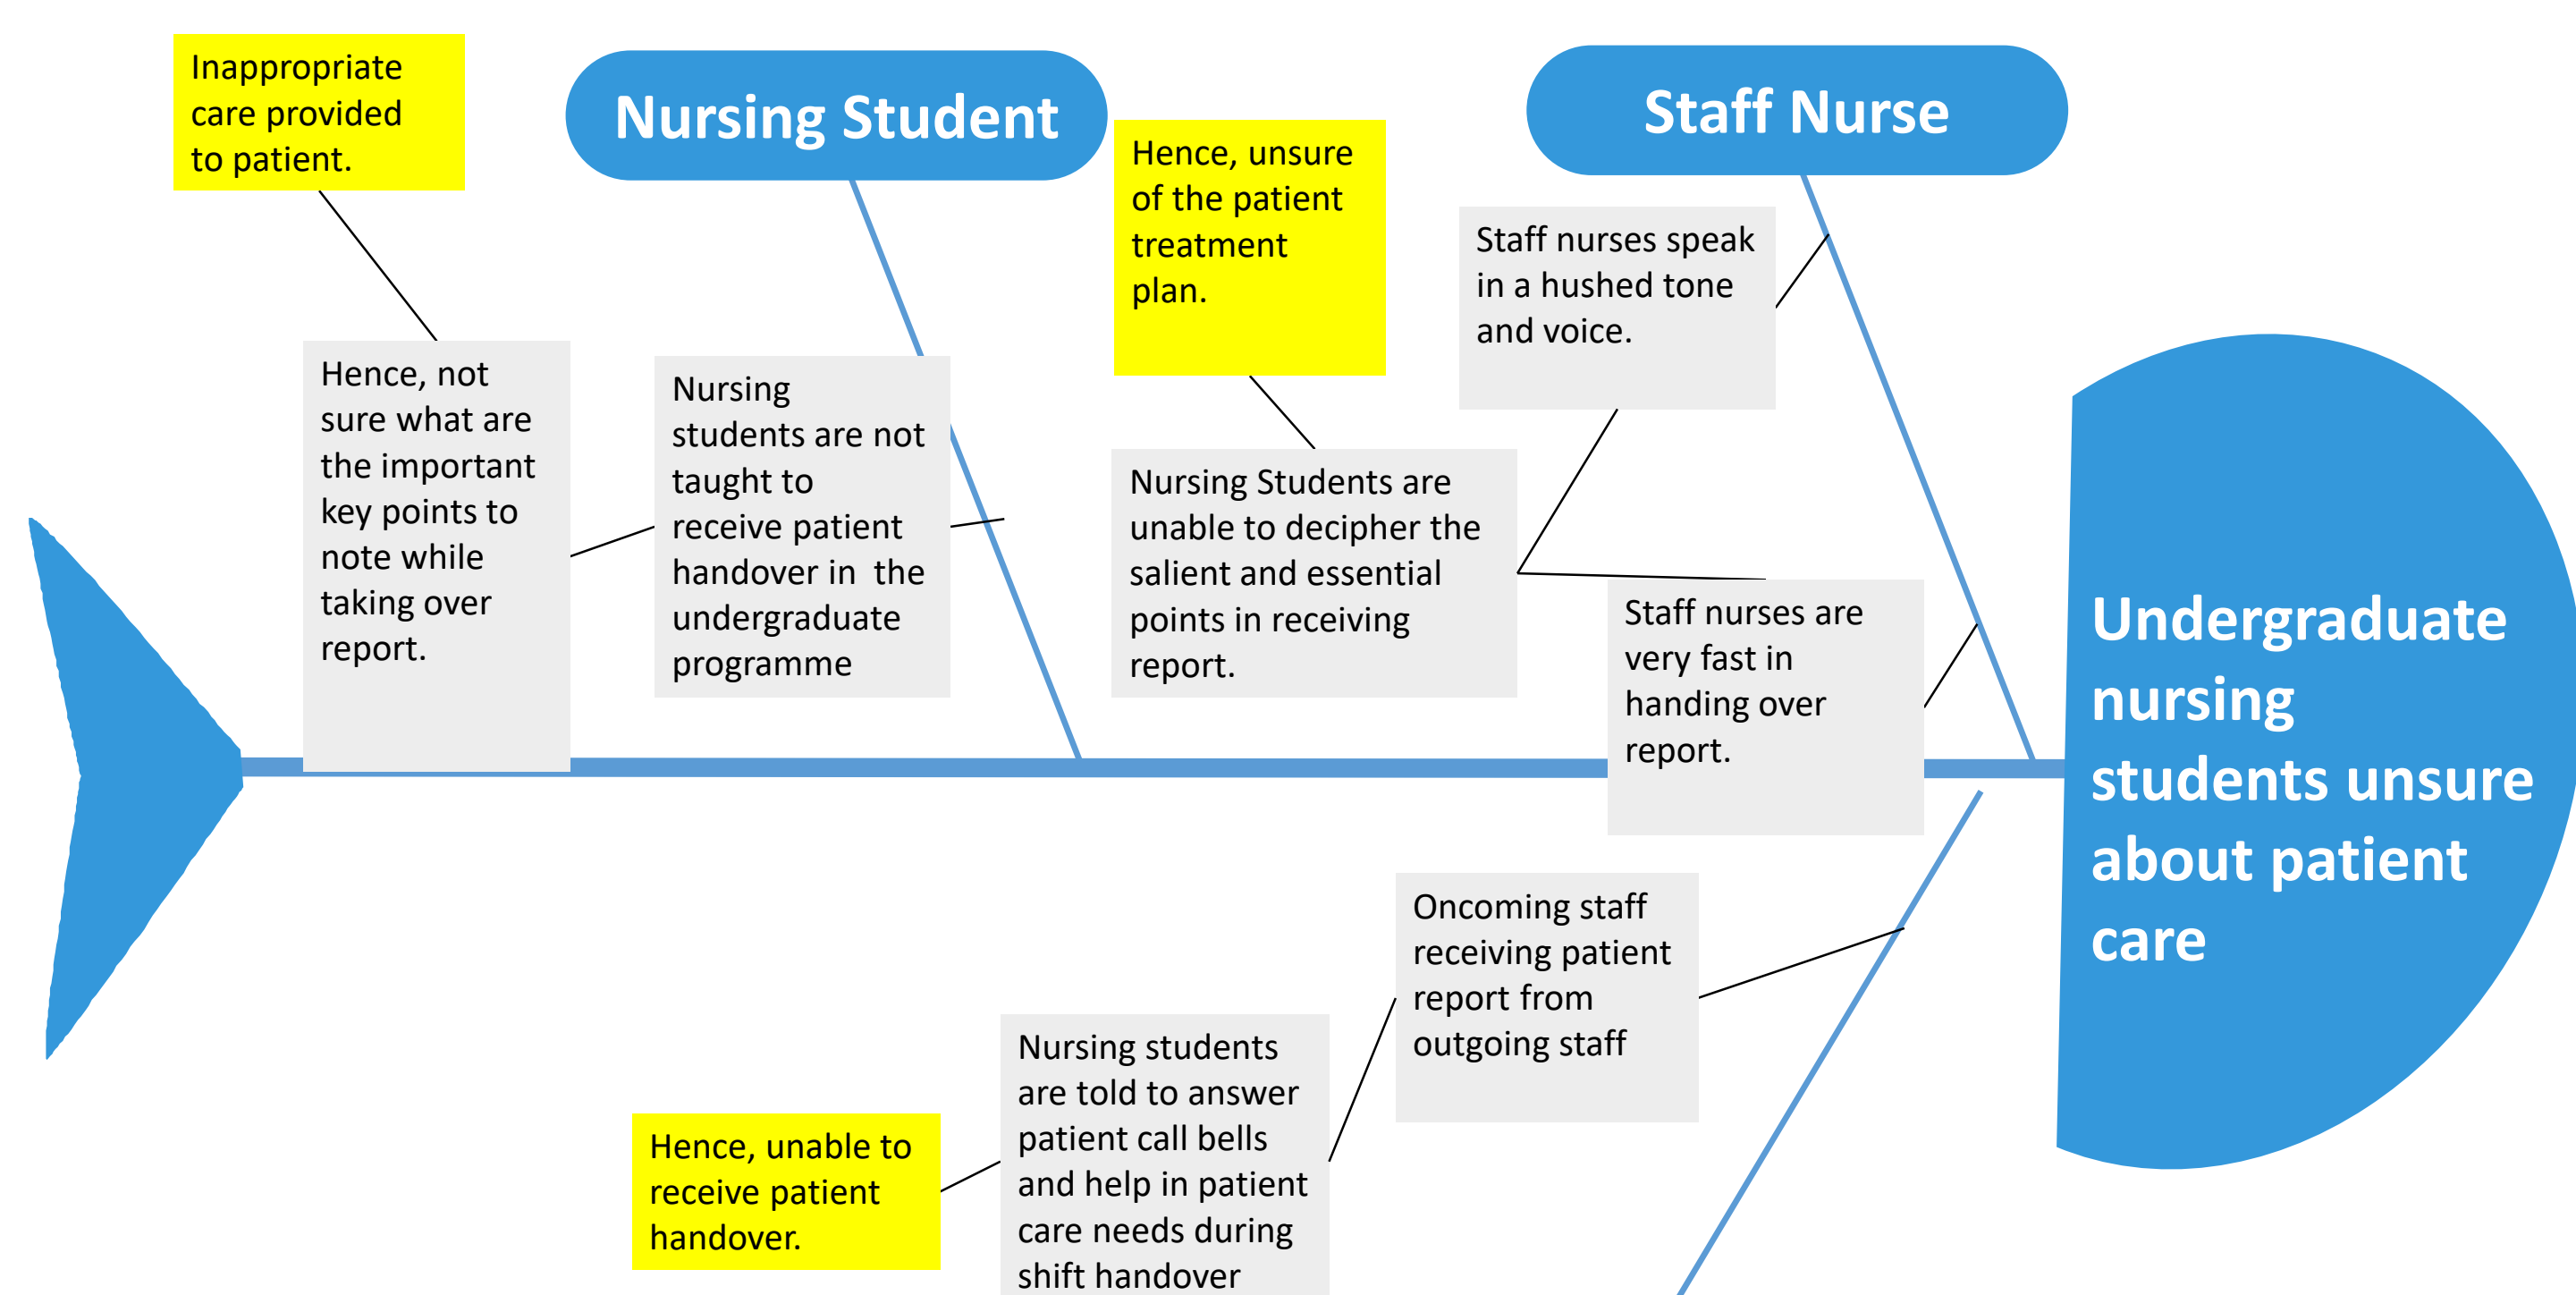 Inappropriate
care provided
to patient.
Nursing Student
Staff Nurse
Hence, unsure
of the patient
treatment
plan.
Staff nurses speak
in a hushed tone
and voice.
Hence, not
sure what are
the important
key points to
note while
taking over
report.
Nursing
students are not
taught to
receive patient
handover in  the
undergraduate
programme
Nursing Students are
unable to decipher the
salient and essential
points in receiving
report.
Staff nurses are
very fast in
handing over
report.
Undergraduate
nursing
students unsure
about patient
care
Oncoming staff
receiving patient
report from
outgoing staff
Nursing students
are told to answer
patient call bells
and help in patient
care needs during
shift handover
Hence, unable to
receive patient
handover.